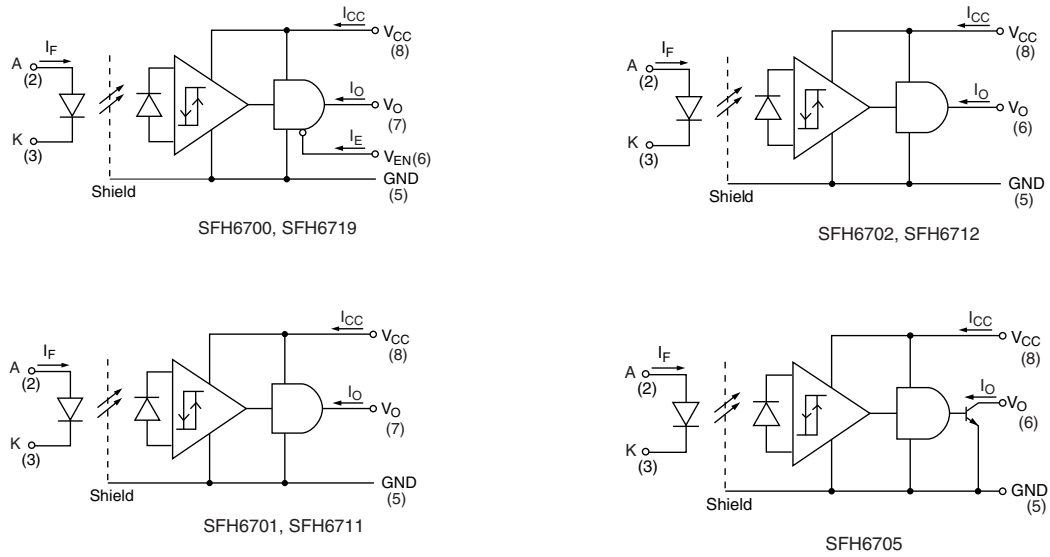 I_CC
V_CC
(8)
I_F
A
(2)
I_O
V_O
(7)
K
(3)
I_E
V_EN(6)
GND
(5)
Shield
SFH6700, SFH6719
I_CC
V_CC
(8)
I_F
A
(2)
I_O
V_O
(6)
K
(3)
GND
(5)
Shield
SFH6702, SFH6712
I_CC
V_CC
(8)
I_F
A
(2)
I_O
V_O
(7)
K
(3)
GND
(5)
Shield
SFH6701, SFH6711
I_CC
V_CC
(8)
I_F
A
(2)
I_O
V_O
(6)
K
(3)
GND
(5)
Shield
SFH6705